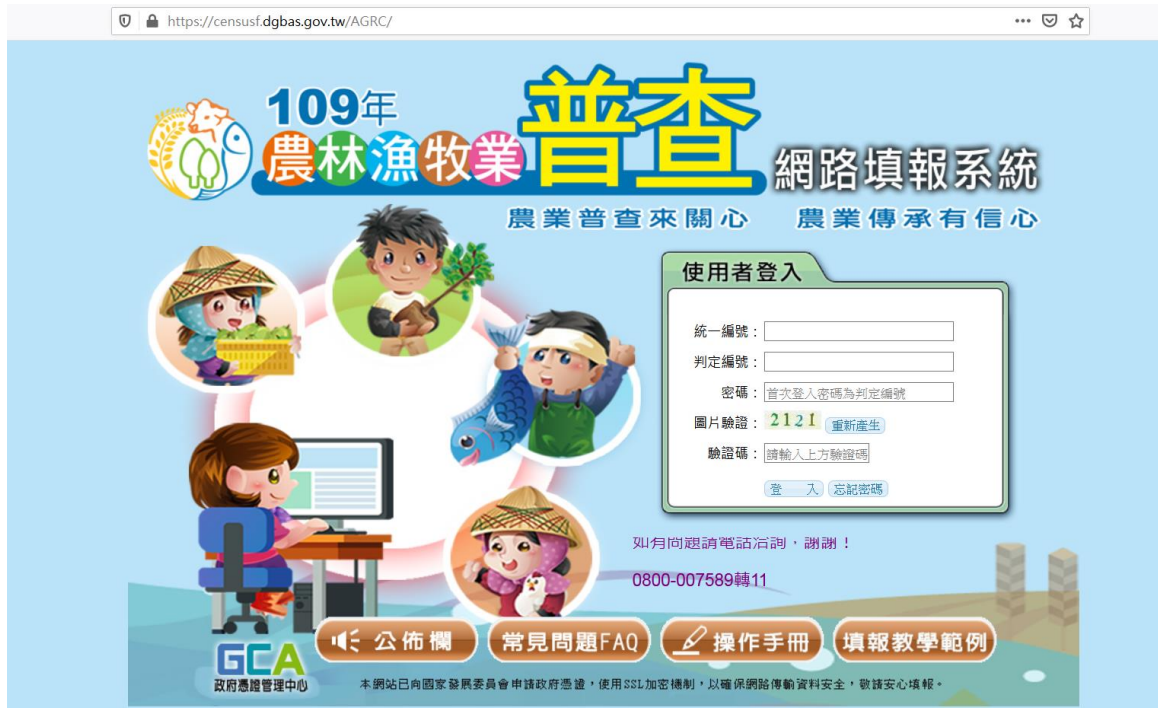 https://censusf.dgbas.gov.tw/AGRC/
109年
農林漁牧業普查網路填報系統
農業普查來關心 農業傳承有信心
使用者登入
統一編號：
判定編號：
密碼：首次登入密碼為判定編號
圖片驗證：2121 重新產生
驗證碼：請輸入上方驗證碼
登 入 忘記密碼
如有問題請電話洽詢，謝謝！
0800-007589轉11
公佈欄 常見問題FAQ 操作手冊 填報教學範例
GCA
政府憑證管理中心
本網站已向國家發展委員會申請政府憑證，使用SSL加密機制，以確保網路傳輸資料安全，敬請安心填報。